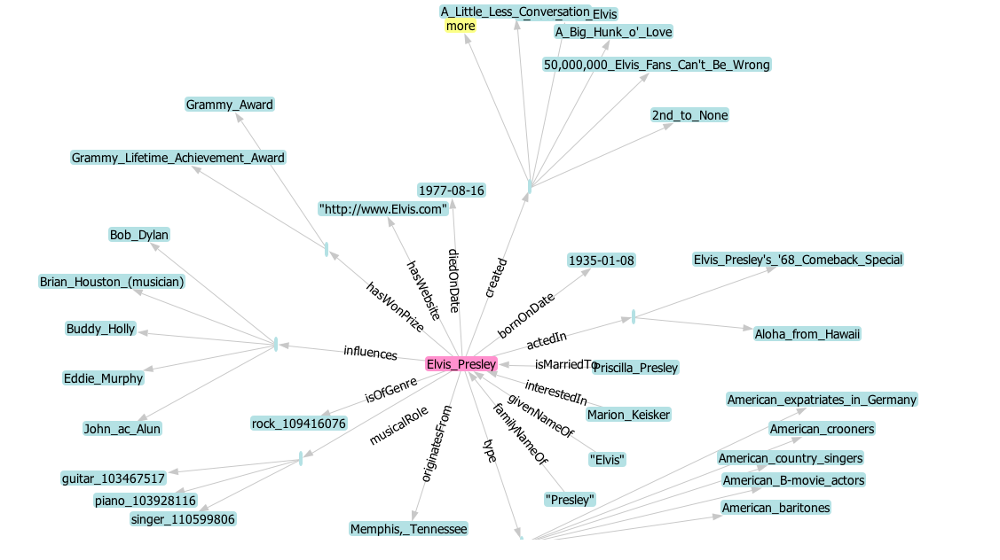 A_Little_Less_Conversation
_Elvis
more
A_Big_Hunk_o'_Love
50,000,000_Elvis_Fans_Can't_Be_Wrong
Grammy_Award
2nd_to_None
Grammy_Lifetime_Achievement_Award
1977-08-16
"http://www.Elvis.com"
Bob_Dylan
1935-01-08
Elvis_Presley's_'68_Comeback_Special
Brian_Houston_(musician)
diedOnDate
created
hasWebsite
hasWonPrize
bornOnDate
Buddy_Holly
actedIn
Aloha_from_Hawaii
influences
Elvis_Presley
isMarriedTo
Priscilla_Presley
Eddie_Murphy
isOfGenre
interestedIn
American_expatriates_in_Germany
givenNameOf
Marion_Keisker
rock_109416076
musicalRole
familyNameOf
John_ac_Alun
American_crooners
originatesFrom
type
"Elvis"
American_country_singers
guitar_103467517
American_B-movie_actors
piano_103928116
"Presley"
American_baritones
singer_110599806
Memphis,_Tennessee